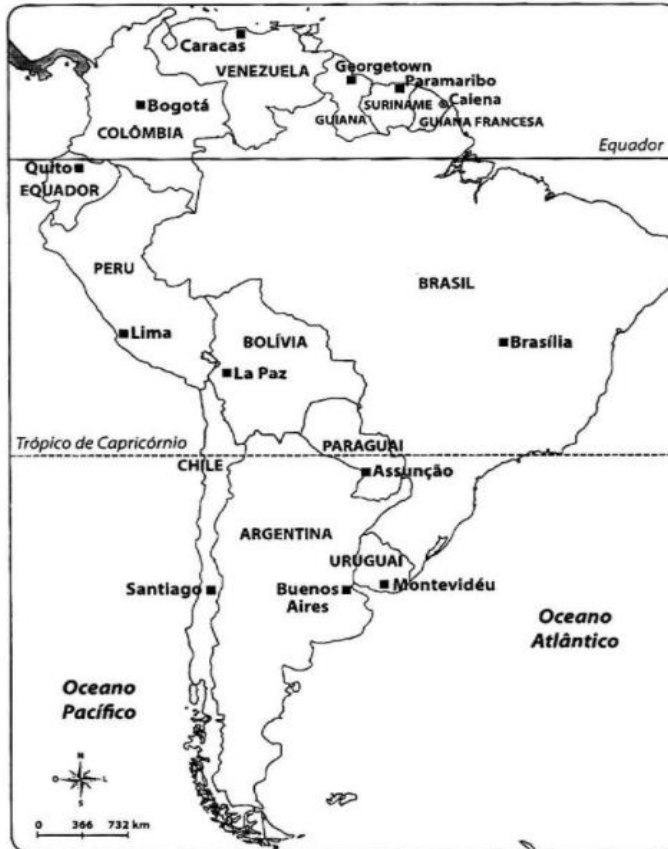 Caracas
VENEZUELA
Georgetown
Paramaribo
Caiena
SURINAME
GUIANA
GUIANA FRANCESA
Bogotá
COLÔMBIA
Equador
Quito
EQUADOR
PERU
BRASIL
Lima
BOLÍVIA
Brasília
La Paz
Trópico de Capricórnio
PARAGUAI
CHILE
Assunção
ARGENTINA
URUGUAI
Santiago
Buenos
Aires
Montevidéu
Oceano
Atlântico
Oceano
Pacífico
N
O
L
S
0 366 732 km